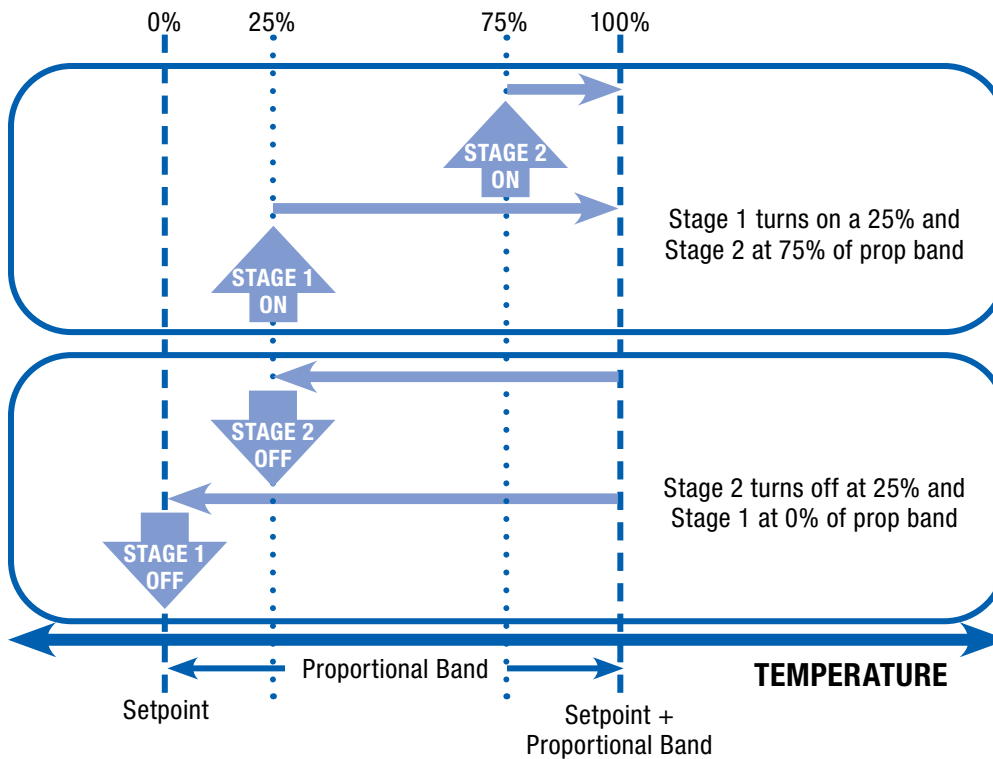 0% 25% 75% 100%
STAGE 2
ON
Stage 1 turns on a 25% and
Stage 2 at 75% of prop band
STAGE 1
ON
STAGE 2
OFF
Stage 2 turns off at 25% and
Stage 1 at 0% of prop band
STAGE 1
OFF
Proportional Band
TEMPERATURE
Setpoint
Setpoint +
Proportional Band